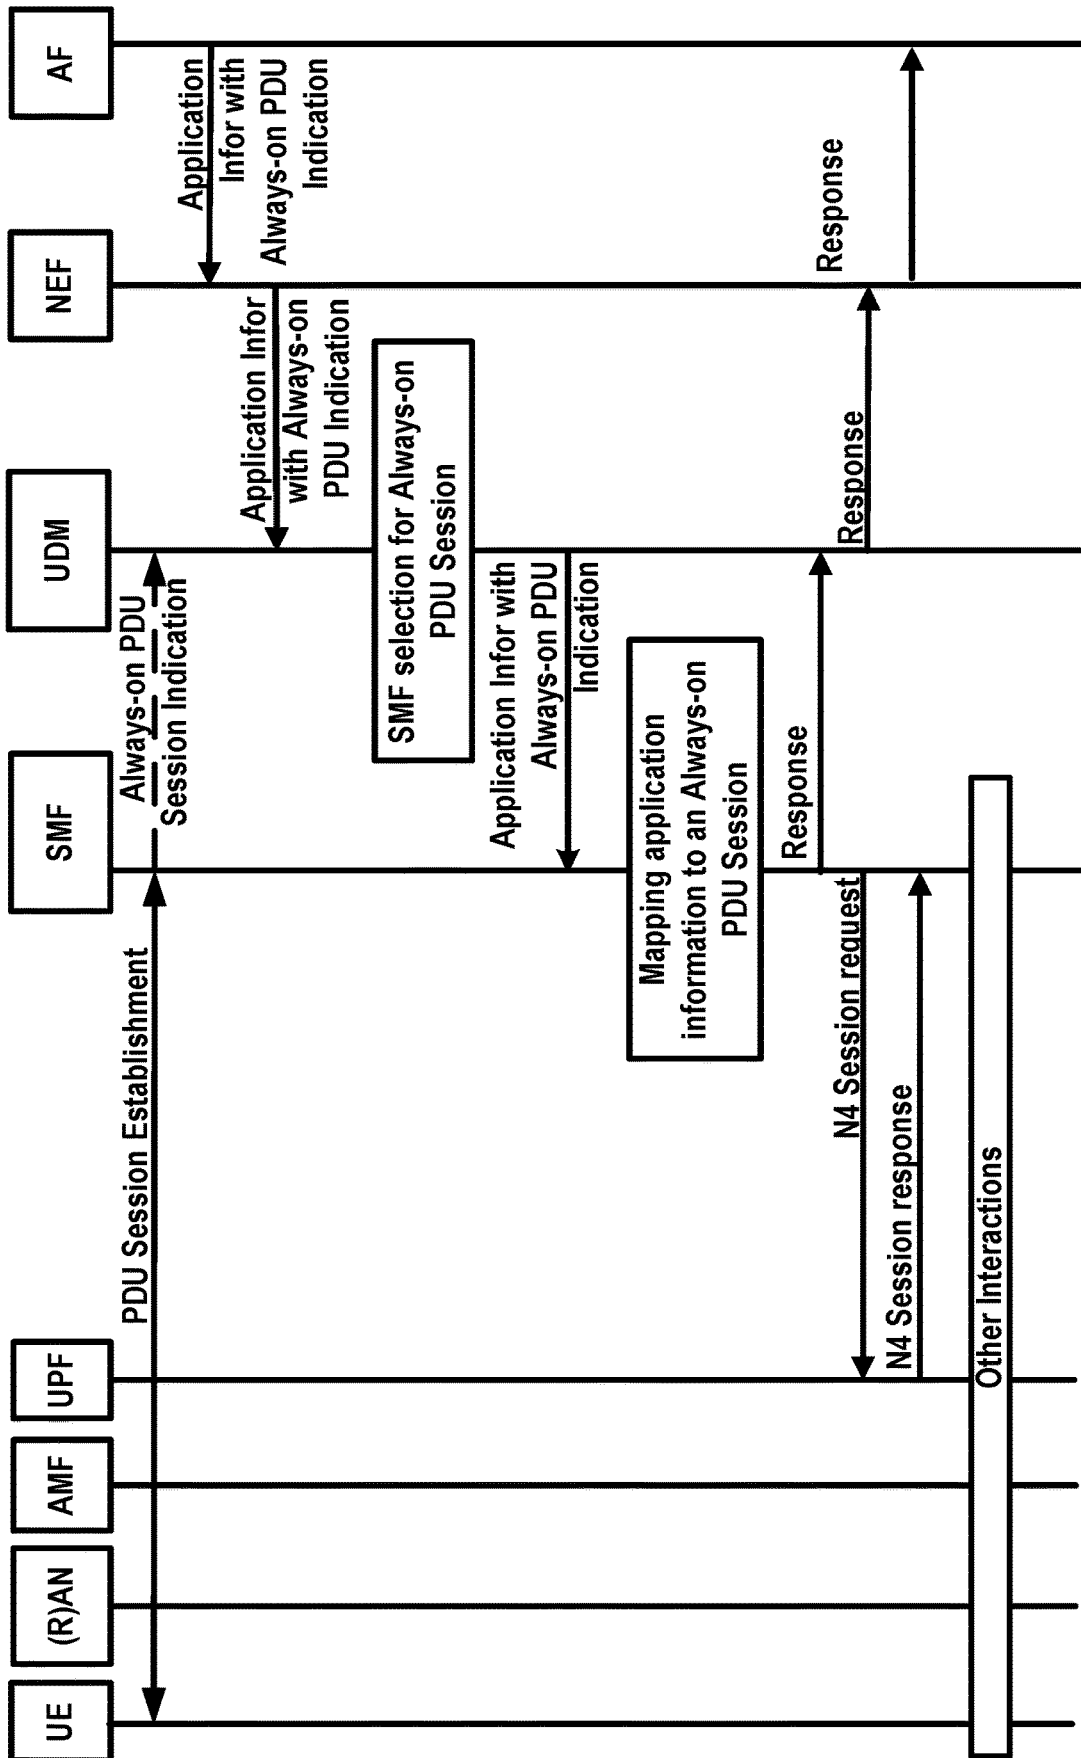 UE
(R)AN
AMF
UPF
SMF
UDM
NEF
AF
PDU Session Establishment
Always-on PDU
Session Indication
Application
Infor with
Always-on PDU
Indication
Application Infor
with Always-on
PDU Indication
SMF selection for Always-on
PDU Session
Application Infor with
Always-on PDU
Indication
Mapping application
information to an Always-on
PDU Session
Response
N4 Session request
Response
N4 Session response
Response
Other Interactions